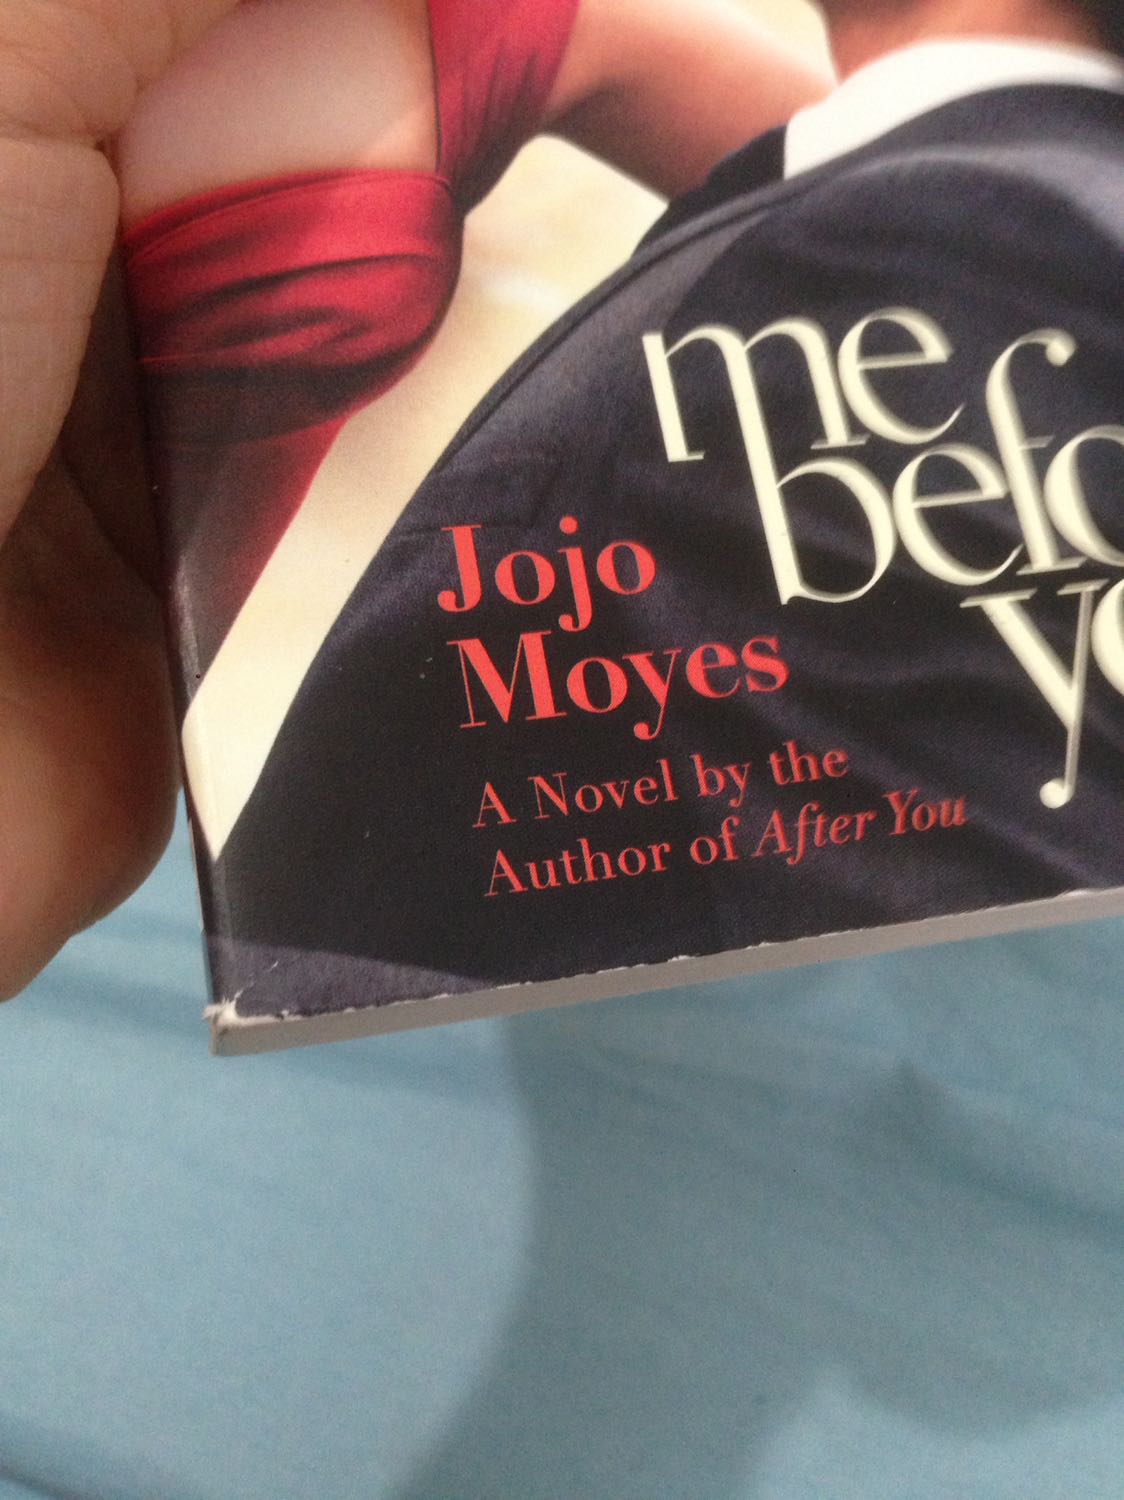 me
befo
yo
Jojo
Moyes
A Novel by the
Author of After You